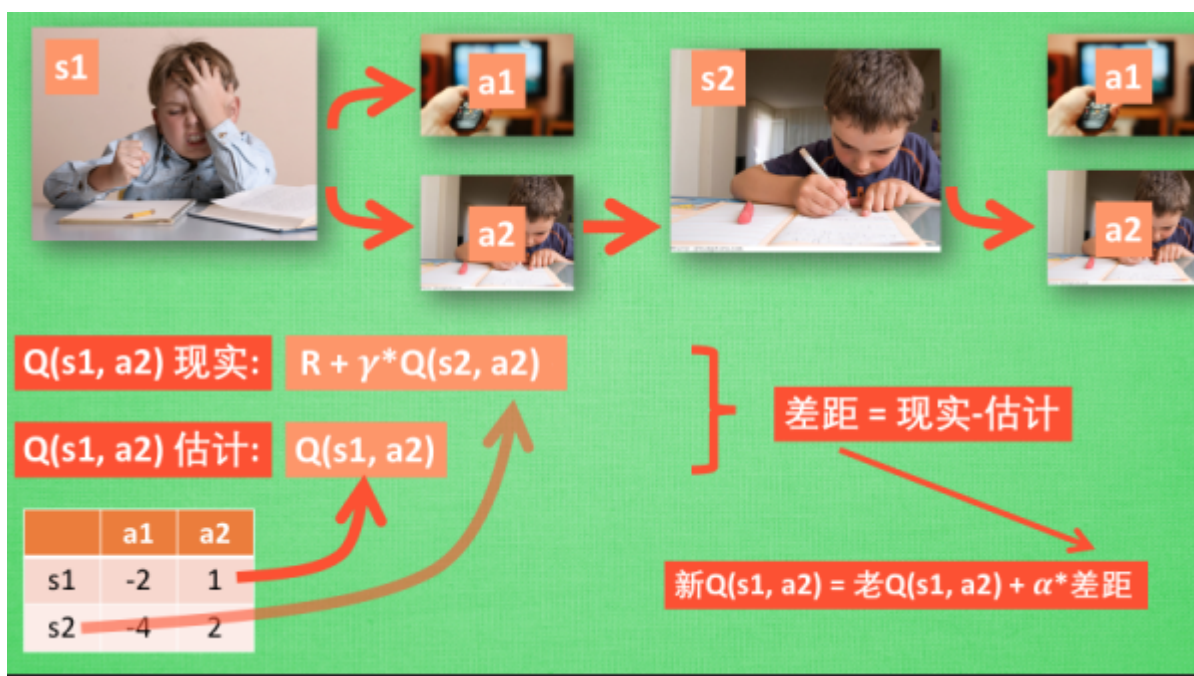 s1
a1
a2
s2
a1
a2
Q(s1, a2) 现实:
R + γ*Q(s2, a2)
Q(s1, a2) 估计:
Q(s1, a2)
差距 = 现实-估计
新Q(s1, a2) = 老Q(s1, a2) + α*差距
a1 a2
s1 -2 1
s2 -4 2